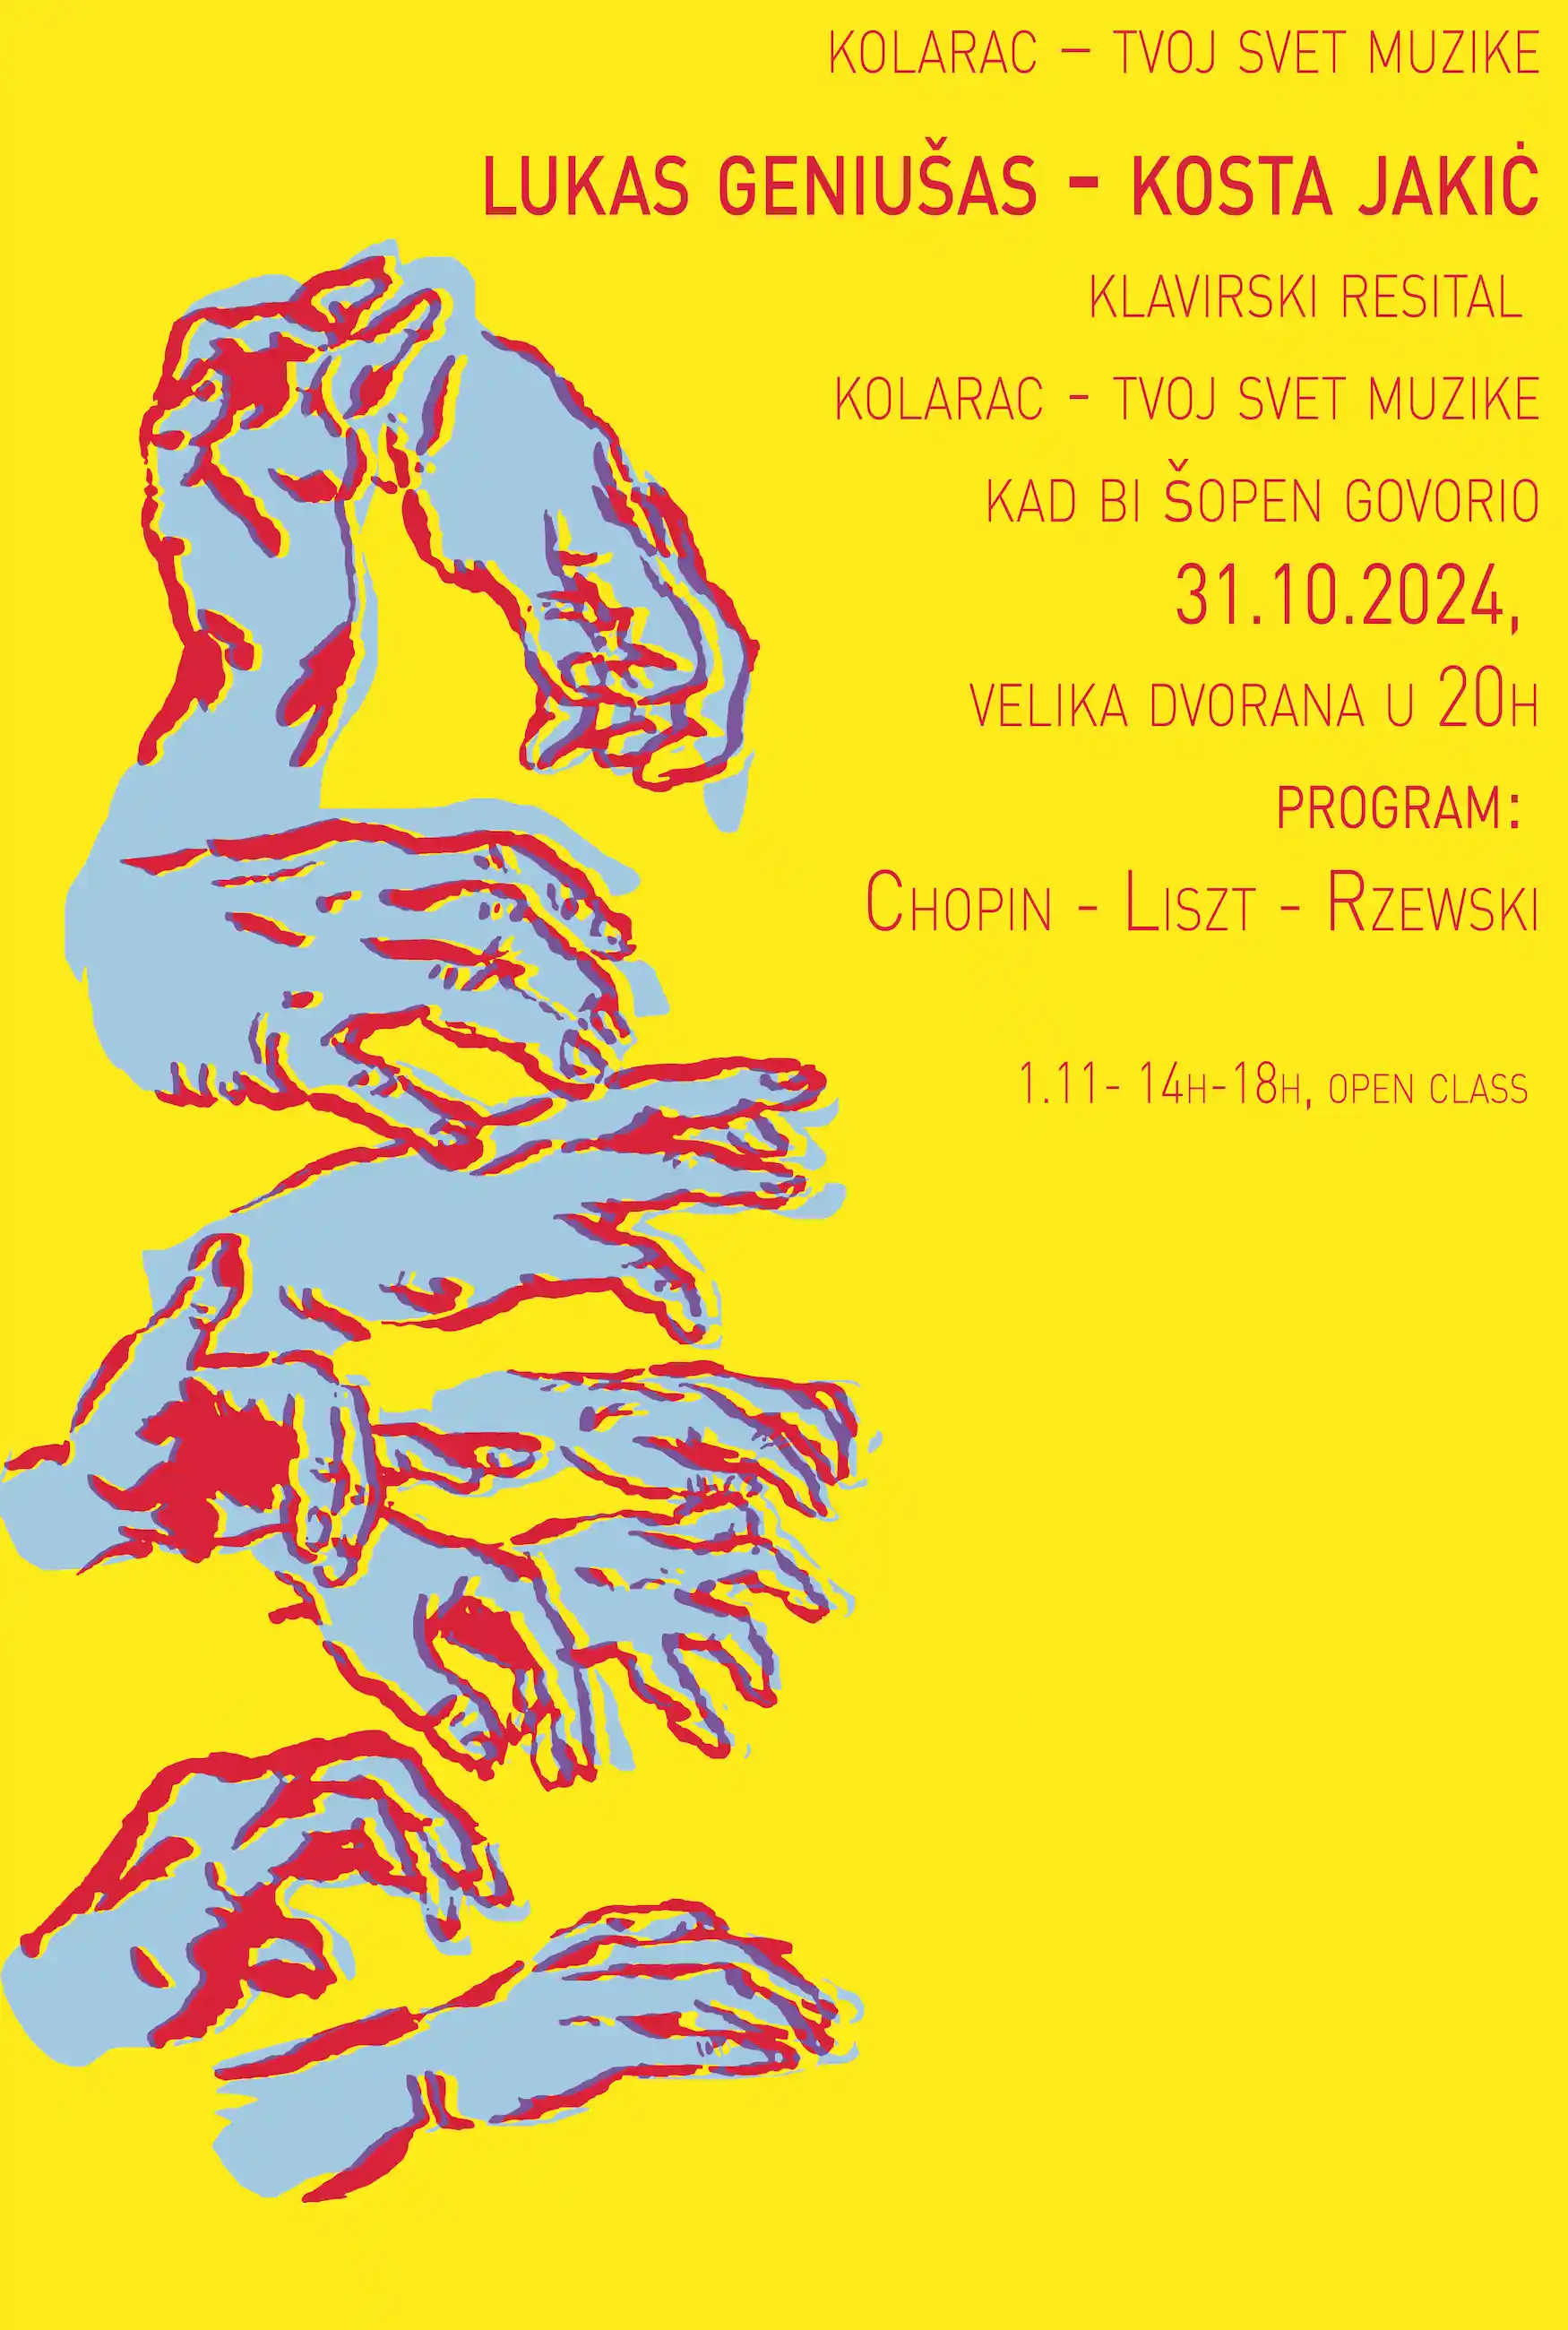 KOLARAC – TVOJ SVET MUZIKE
LUKAS GENIUŠAS - KOSTA JAKIĊ
KLAVIRSKI RESITAL
KOLARAC - TVOJ SVET MUZIKE
KAD BI ŠOPEN GOVORIO
31.10.2024,
VELIKA DVORANA U 20H
PROGRAM:
CHOPIN - LISZT - RZEWSKI
1.11- 14H-18H, OPEN CLASS